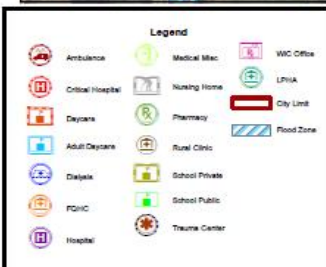 Legend
Ambulance
Critical Hospital
Daycare
Adult Daycare
Dialysis
FQHC
Hospital
Medical Misc
Nursing Home
Pharmacy
Rural Clinic
School Private
School Public
Trauma Center
WIC Office
LPHA
City Limit
Flood Zone